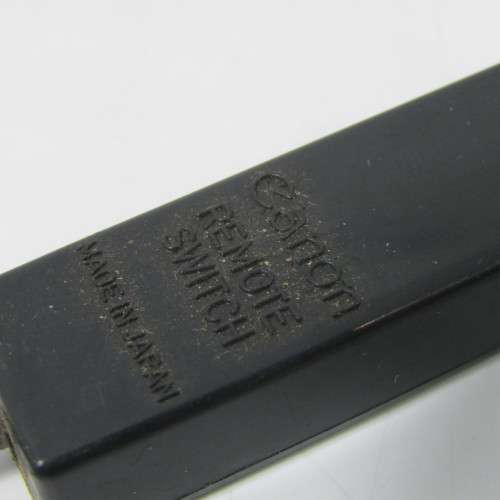 Canon
REMOTE
SWITCH
MADE IN JAPAN